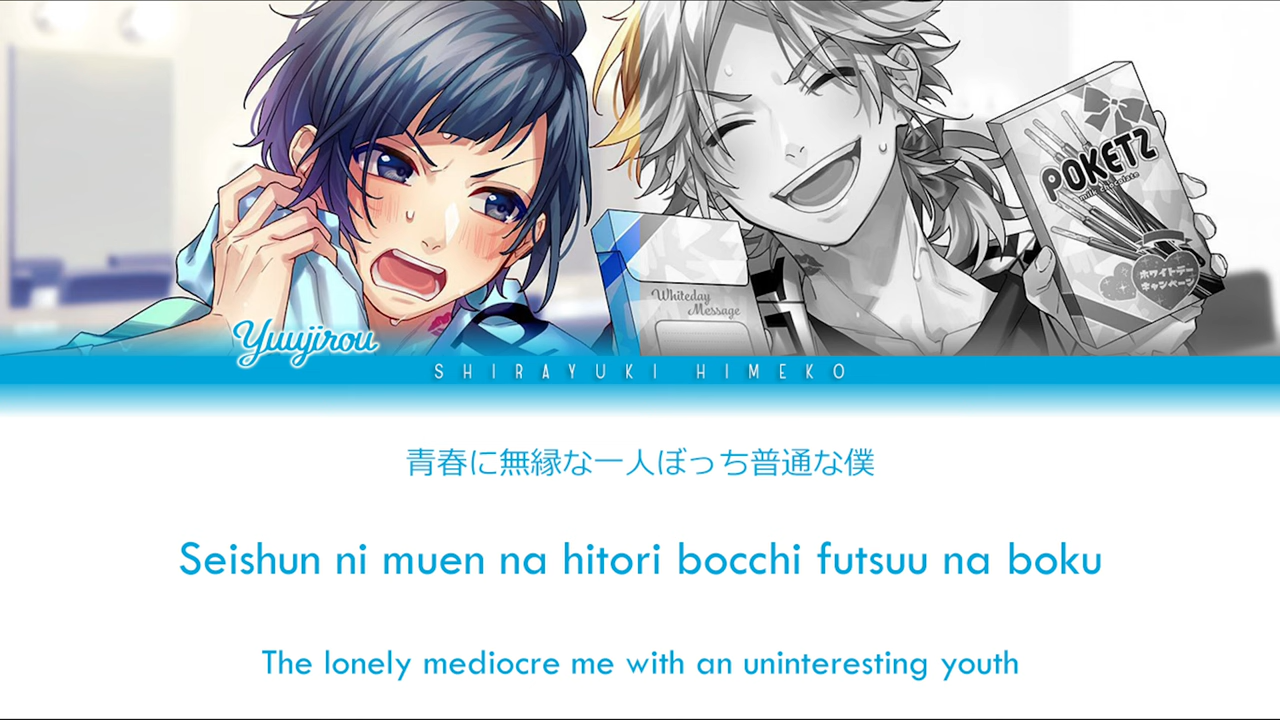 POKETZ
milk chocolate
ホワイトデー
キャンペーン
Whiteday
Message
Yuujirou
SHIRAYUKI HIMEKO
青春に無縁な一人ぼっち普通な僕
Seishun ni muen na hitori bocchi futsuu na boku
The lonely mediocre me with an uninteresting youth